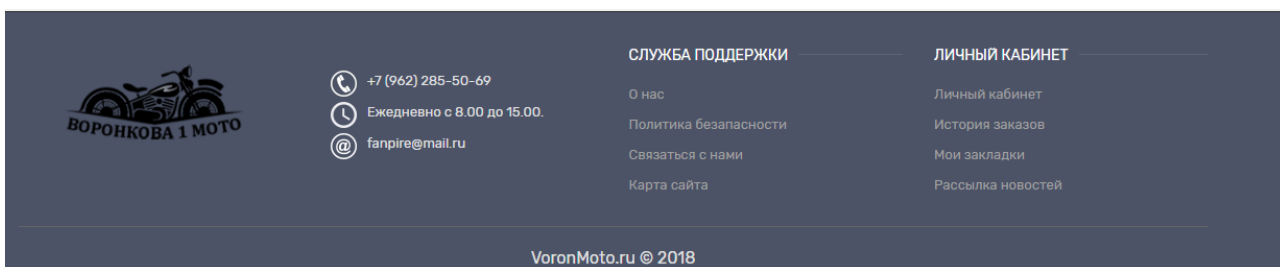 ВОРОНКОВА 1 МОТО
+7 (962) 285-50-69
Ежедневно с 8.00 до 15.00.
fanpire@mail.ru
СЛУЖБА ПОДДЕРЖКИ
О нас
Политика безапасности
Связаться с нами
Карта сайта
ЛИЧНЫЙ КАБИНЕТ
Личный кабинет
История заказов
Мои закладки
Рассылка новостей
VoronMoto.ru © 2018